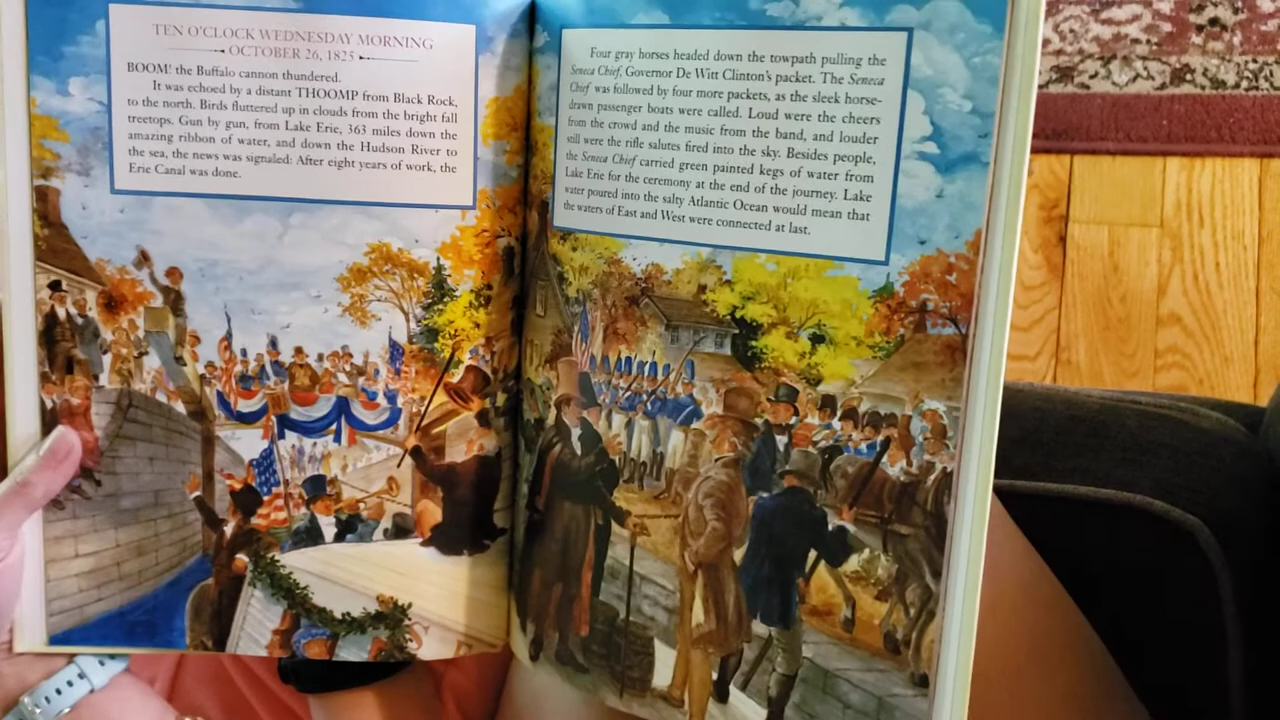 TEN O'CLOCK WEDNESDAY MORNING
OCTOBER 26, 1825
BOOM! the Buffalo cannon thundered.
It was echoed by a distant THOOMP from Black Rock,
to the north. Birds fluttered up in clouds from the bright fall
treetops. Gun by gun, from Lake Erie, 363 miles down the
amazing ribbon of water, and down the Hudson River to
the sea, the news was signaled: After eight years of work, the
Erie Canal was done.
Four gray horses headed down the towpath pulling the
Seneca Chief, Governor De Witt Clinton's packet. The Seneca
Chief was followed by four more packets, as the sleek horse-
drawn passenger boats were called. Loud were the cheers
from the crowd and the music from the band, and louder
still were the rifle salutes fired into the sky. Besides people,
the Seneca Chief carried green painted kegs of water from
Lake Erie for the ceremony at the end of the journey. Lake
water poured into the salty Atlantic Ocean would mean that
the waters of East and West were connected at last.